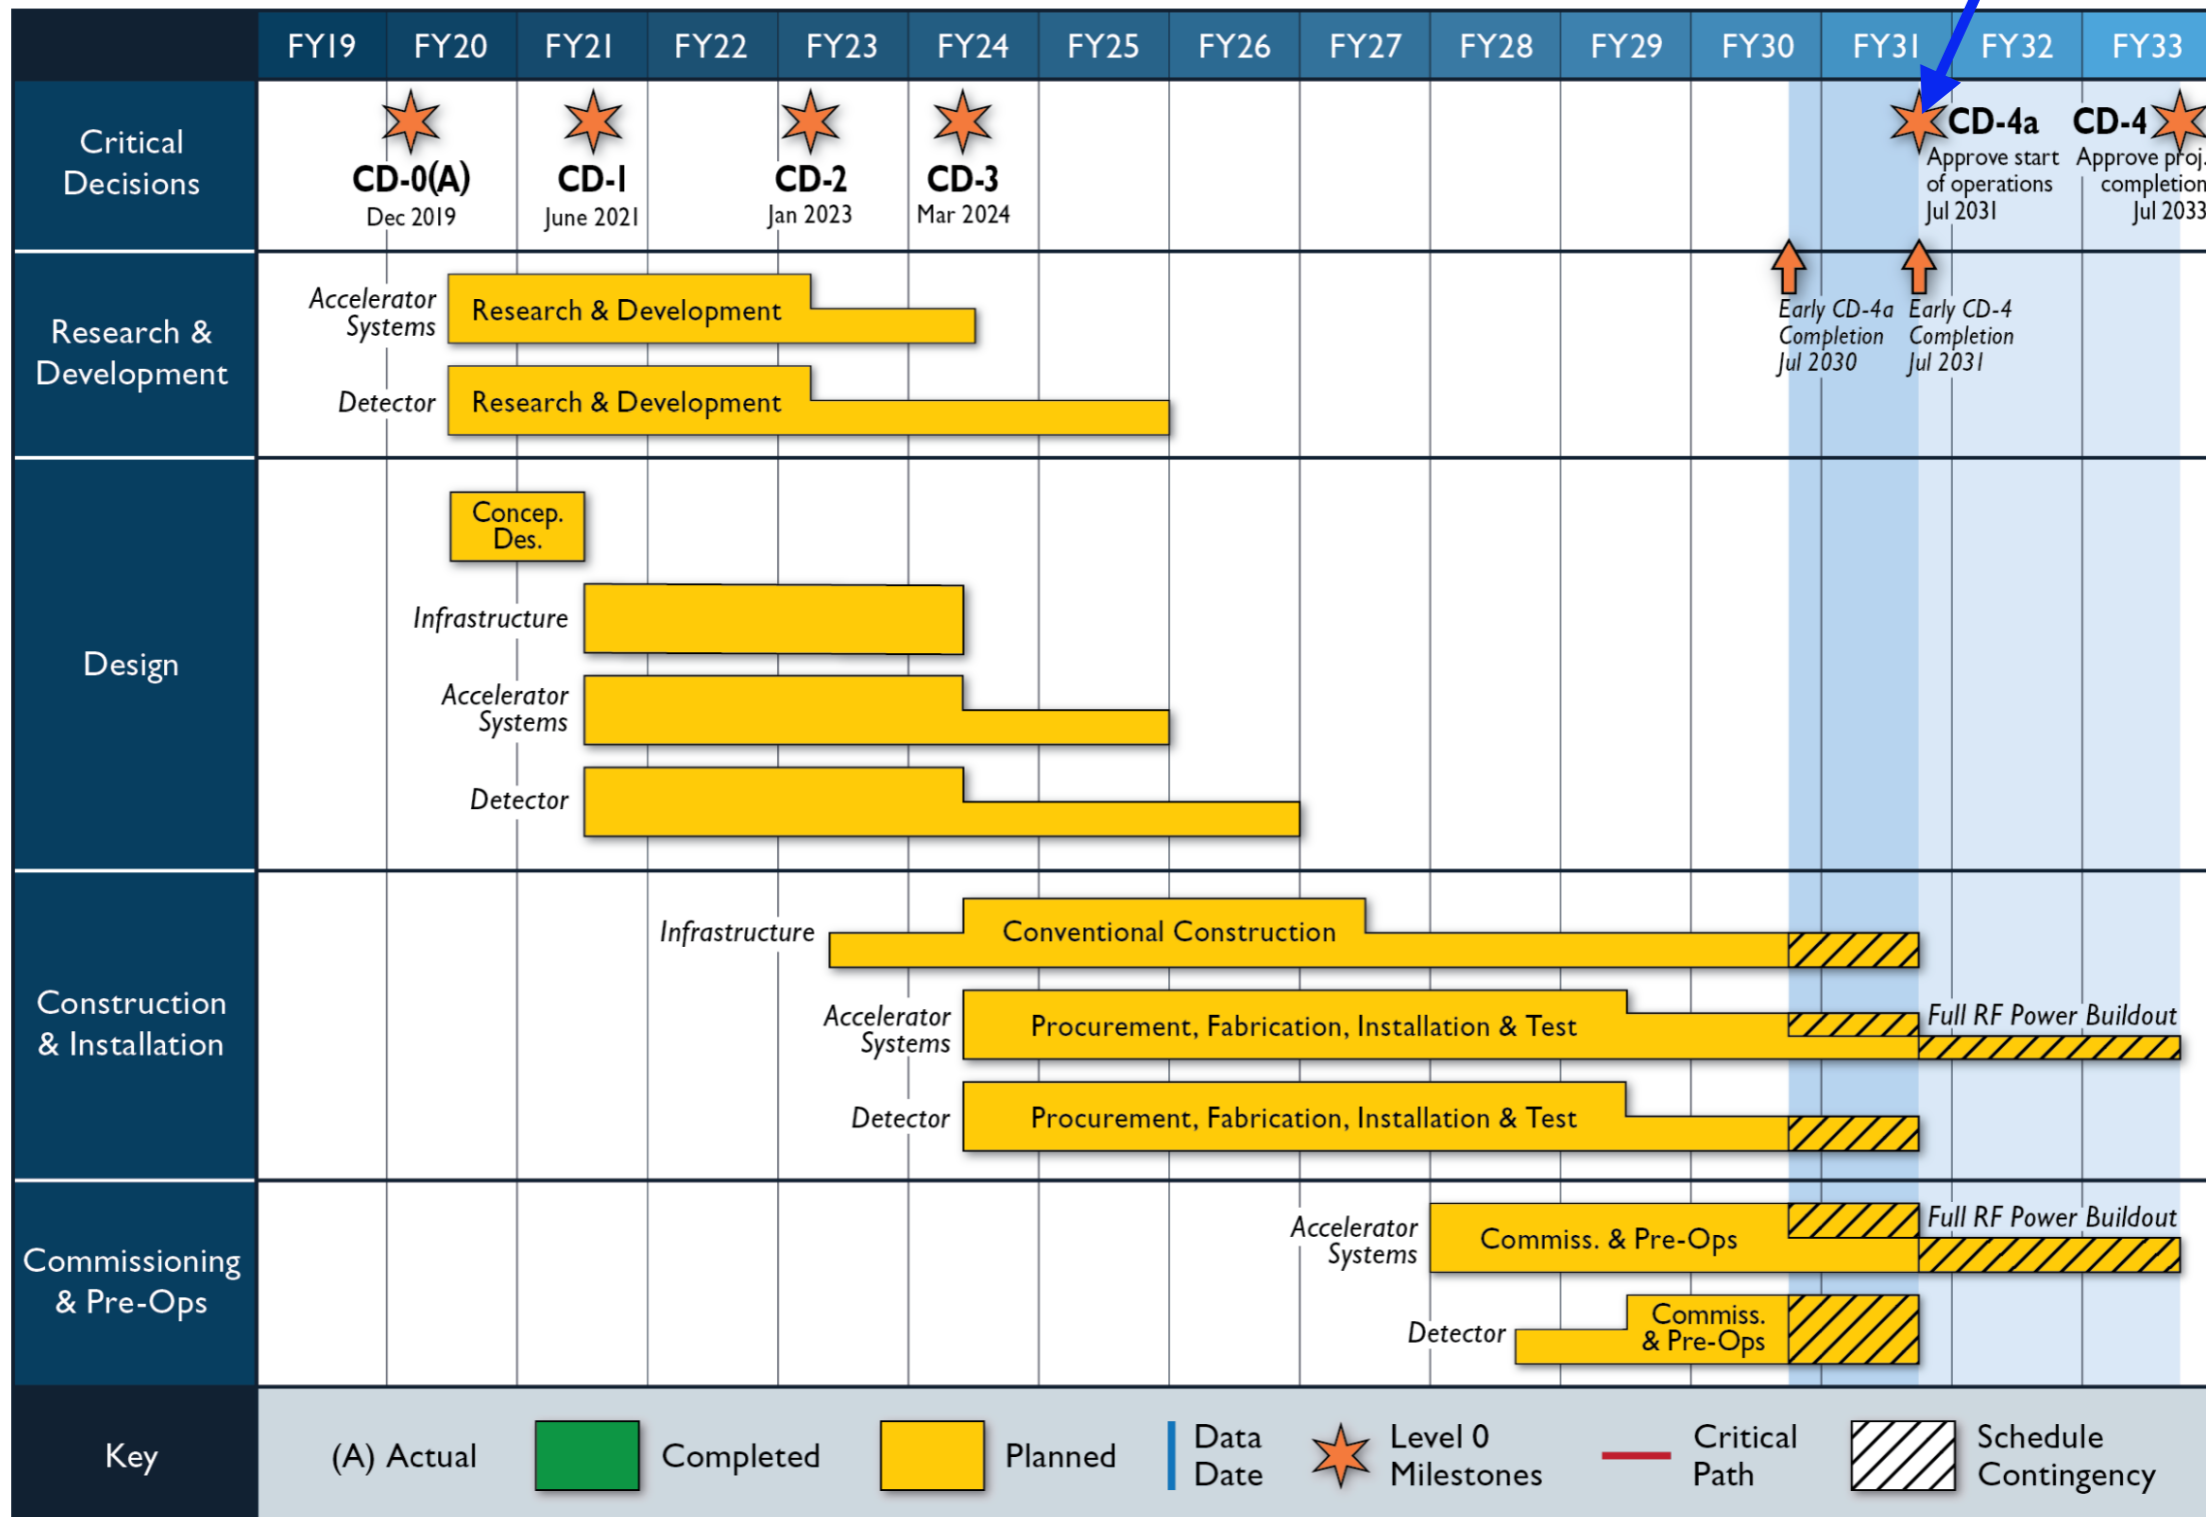 FY19 FY20 FY21 FY22 FY23 FY24 FY25 FY26 FY27 FY28 FY29 FY30 FY31 FY32 FY33
Critical
Decisions
CD-0(A)
Dec 2019
CD-1
June 2021
CD-2
Jan 2023
CD-3
Mar 2024
CD-4a
Approve start
of operations
Jul 2031
CD-4
Approve proj.
completion
Jul 2033
Early CD-4a
Completion
Jul 2030
Early CD-4
Completion
Jul 2031
Research &
Development
Accelerator
Systems
Research & Development
Detector
Research & Development
Design
Concep.
Des.
Infrastructure
Accelerator
Systems
Detector
Construction
& Installation
Infrastructure
Conventional Construction
Accelerator
Systems
Procurement, Fabrication, Installation & Test
Full RF Power Buildout
Detector
Procurement, Fabrication, Installation & Test
Commissioning
& Pre-Ops
Accelerator
Systems
Commiss. & Pre-Ops
Full RF Power Buildout
Detector
Commiss.
& Pre-Ops
Key
(A) Actual
Completed
Planned
Data
Date
Level 0
Milestones
Critical
Path
Schedule
Contingency